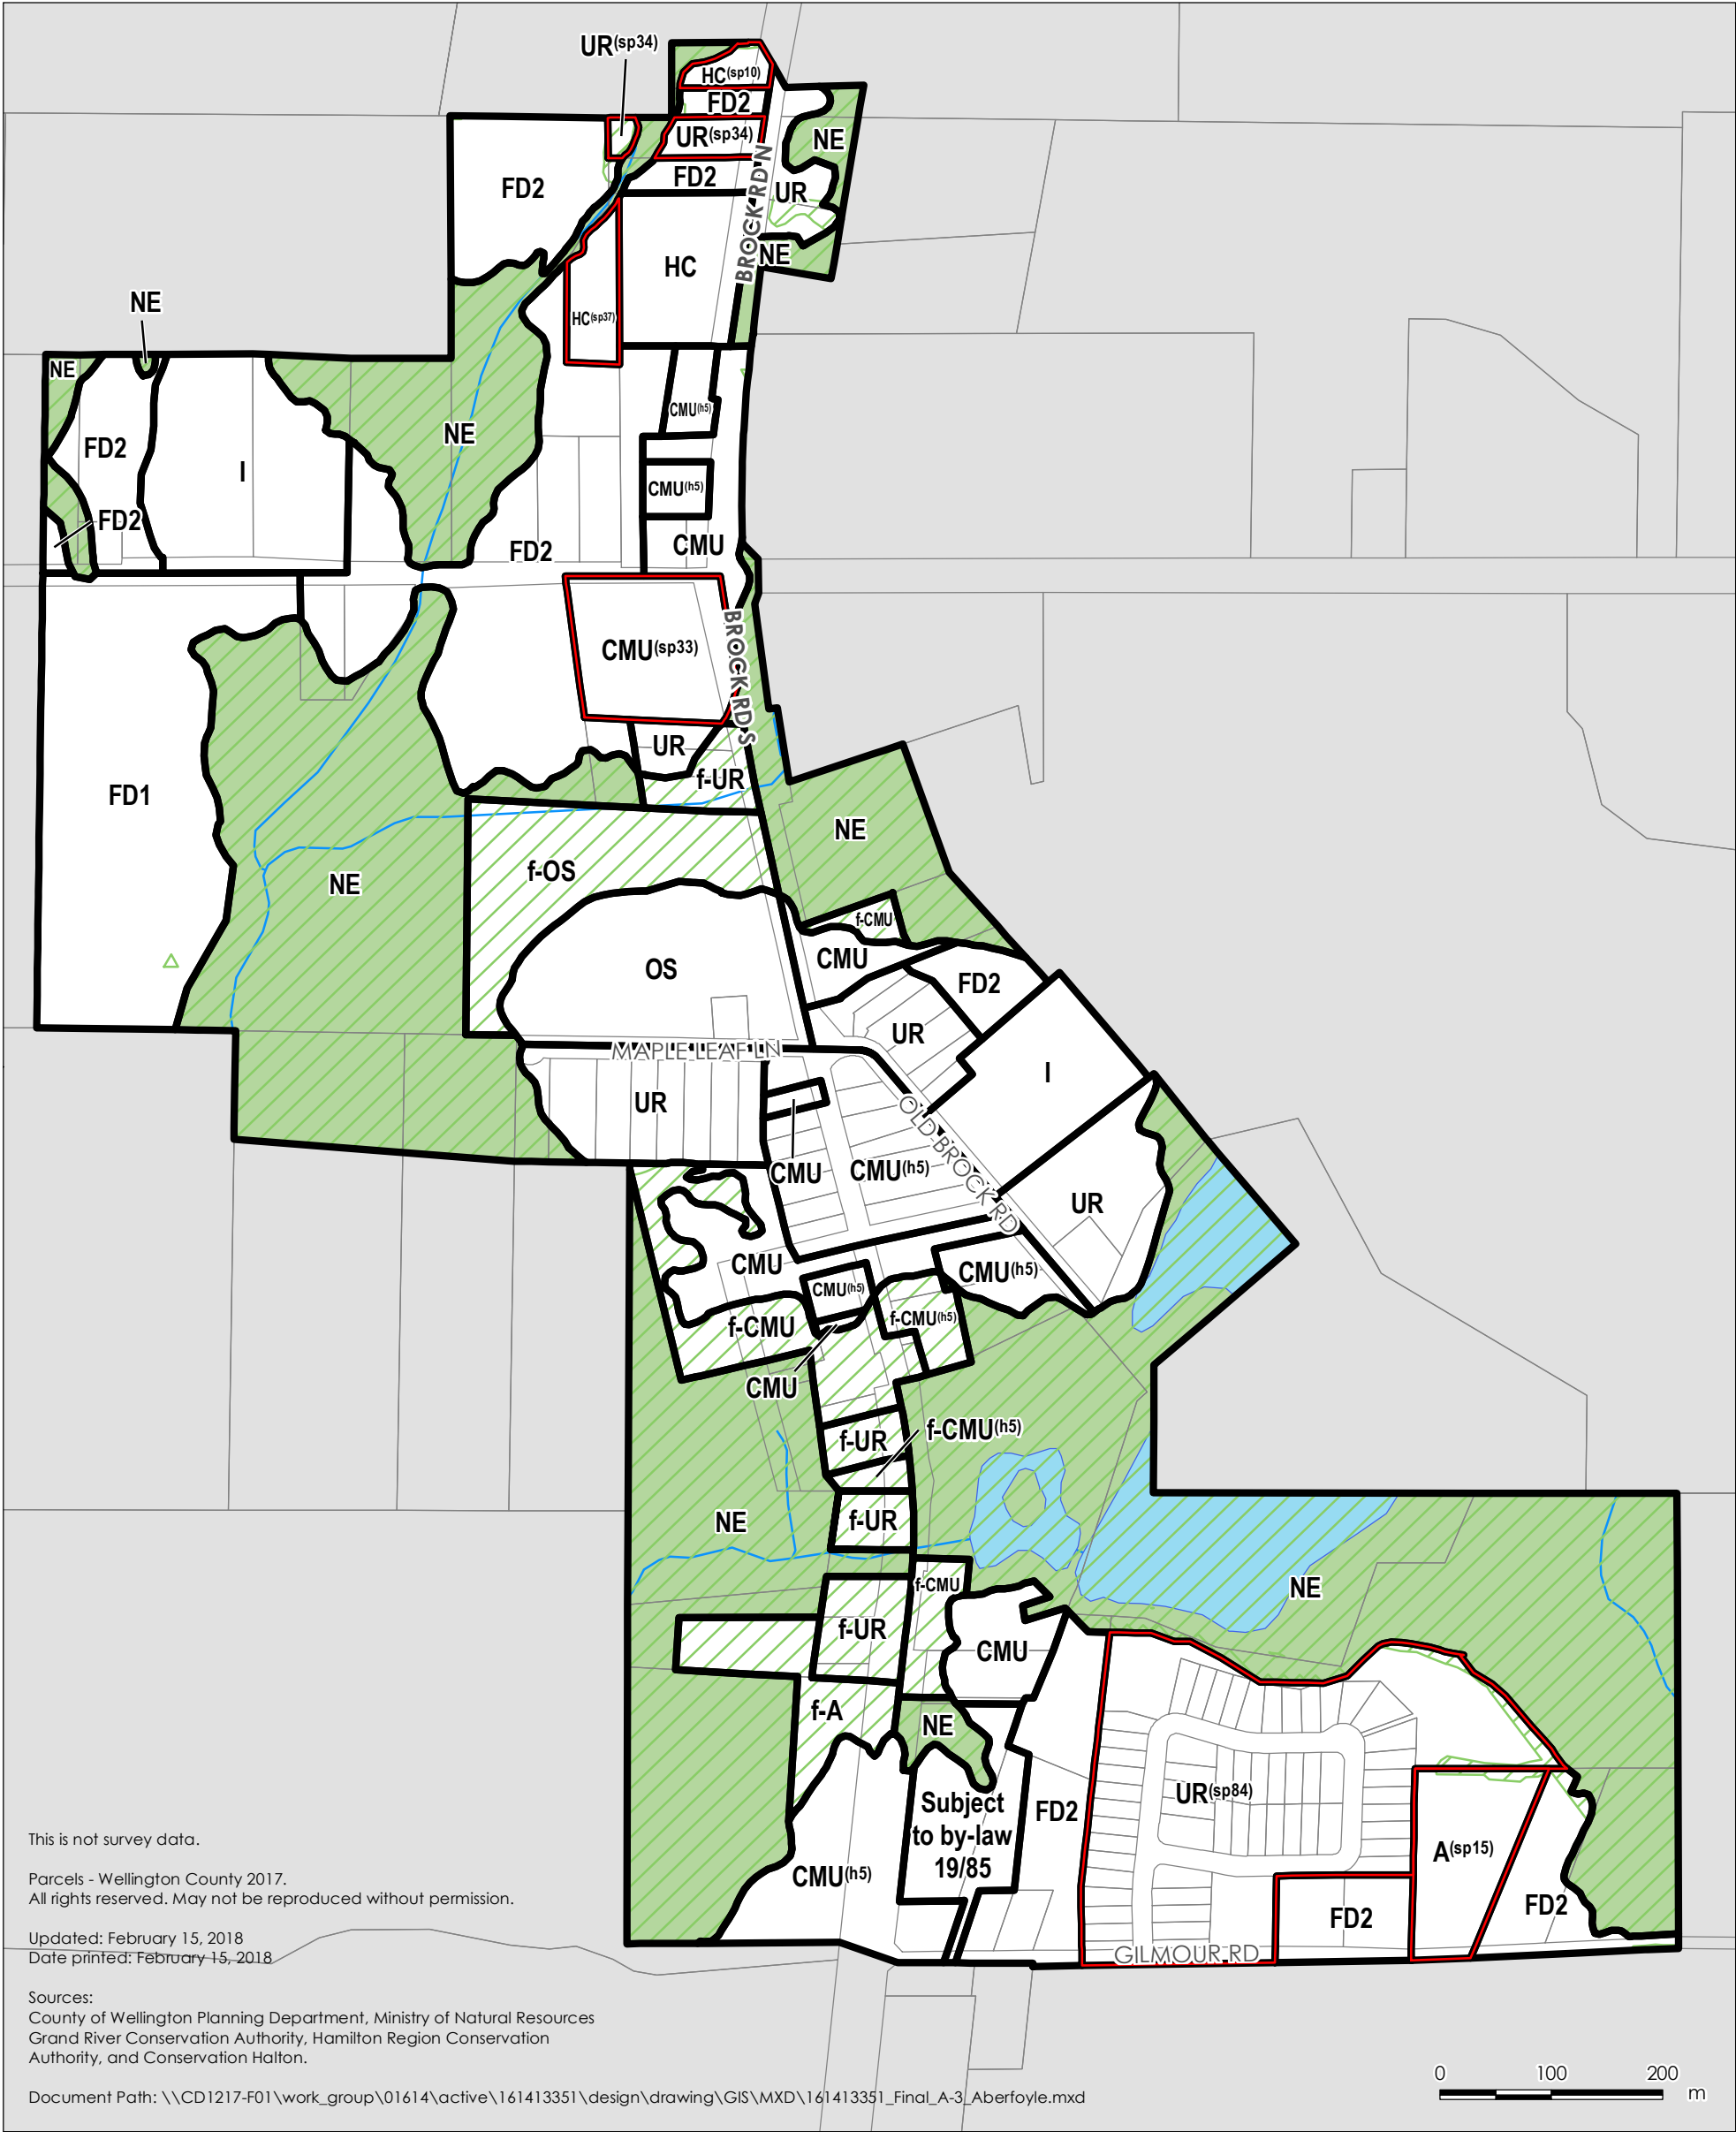 UR(sp34)
HC(sp10)
FD2
UR(sp34)
NE
FD2
FD2
UR
BROCK RD N
NE
HC
HC(sp37)
NE
NE
CMU(h5)
NE
FD2
I
CMU(h5)
FD2
FD2
CMU
CMU(sp33)
BROCK RD S
UR
f-UR
FD1
NE
f-OS
NE
f-CMU
CMU
OS
FD2
UR
MAPLE LEAF LN
I
UR
OLD BROCK RD
CMU
CMU(h5)
UR
CMU
CMU(h5)
CMU(h5)
f-CMU(h5)
f-CMU
CMU
f-CMU(h5)
f-UR
NE
f-UR
f-CMU
NE
f-UR
CMU
f-A
NE
UR(sp84)
Subject
to by-law
19/85
FD2
A(sp15)
CMU(h5)
FD2
FD2
GILMOUR RD
This is not survey data.
Parcels - Wellington County 2017.
All rights reserved. May not be reproduced without permission.
Updated: February 15, 2018
Date printed: February 15, 2018
Sources:
County of Wellington Planning Department, Ministry of Natural Resources
Grand River Conservation Authority, Hamilton Region Conservation
Authority, and Conservation Halton.
Document Path: \\CD1217-F01\work_group\01614\active\161413351\design\drawing\GIS\MXD\161413351_Final_A-3_Aberfoyle.mxd
0 100 200
m